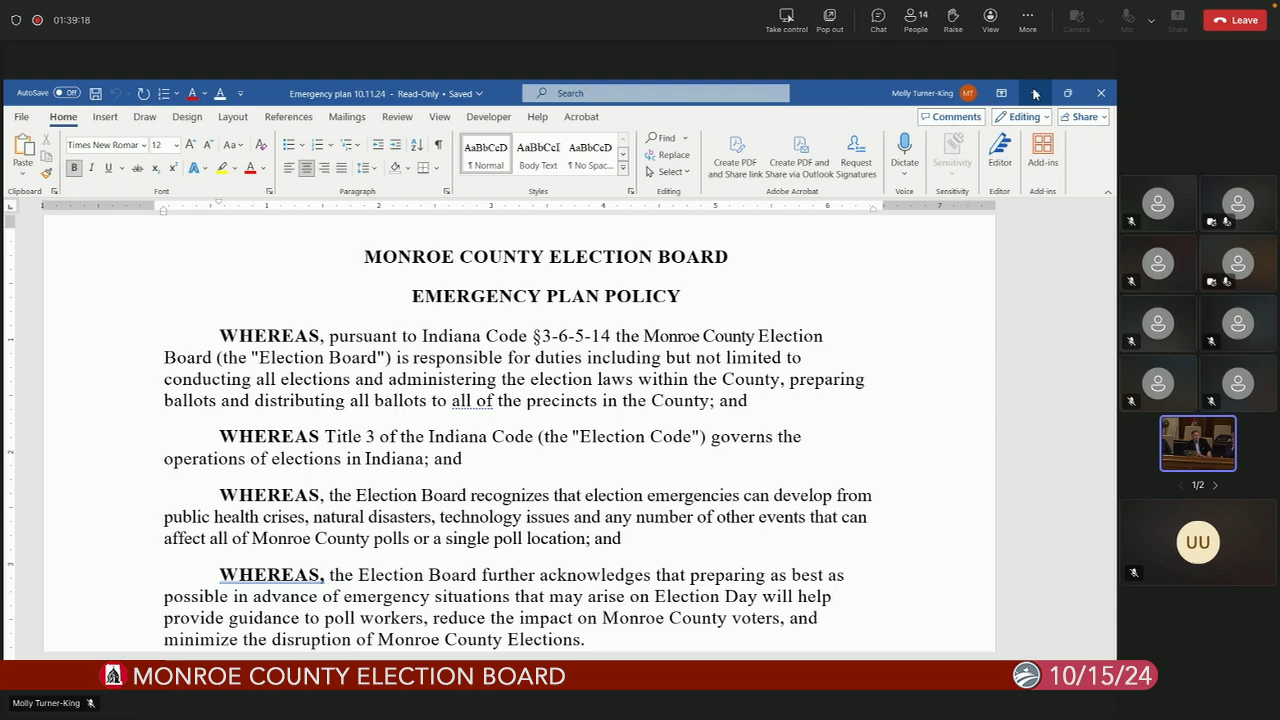 01:39:18
Take control
Pop out
Chat
14
People
Raise
View
More
Camera
Mic
Share
Leave
AutoSave Off
Emergency plan 10.11.24 - Read-Only • Saved
Search
Molly Turner-King MT
File Home Insert Draw Design Layout References Mailings Review View Developer Help Acrobat
Comments Editing Share
Paste
Clipboard
Times New Roman 12
Font
Paragraph
AaBbCcD
¶ Normal
AaBbCcI
Body Text
AaBbCcD
¶ No Spac...
Styles
Find
Replace
Select
Editing
Create PDF
and Share link
Create PDF and
Share via Outlook
Request
Signatures
Adobe Acrobat
Dictate
Voice
Sensitivity
Sensitivity
Editor
Editor
Add-ins
Add-ins
1 1 2 3 4 5 6 7
MONROE COUNTY ELECTION BOARD
EMERGENCY PLAN POLICY
WHEREAS, pursuant to Indiana Code §3-6-5-14 the Monroe County Election
Board (the "Election Board") is responsible for duties including but not limited to
conducting all elections and administering the election laws within the County, preparing
ballots and distributing all ballots to all of the precincts in the County; and
WHEREAS Title 3 of the Indiana Code (the "Election Code") governs the
operations of elections in Indiana; and
WHEREAS, the Election Board recognizes that election emergencies can develop from
public health crises, natural disasters, technology issues and any number of other events that can
affect all of Monroe County polls or a single poll location; and
WHEREAS, the Election Board further acknowledges that preparing as best as
possible in advance of emergency situations that may arise on Election Day will help
provide guidance to poll workers, reduce the impact on Monroe County voters, and
minimize the disruption of Monroe County Elections.
1/2
UU
MONROE COUNTY ELECTION BOARD
10/15/24
Molly Turner-King